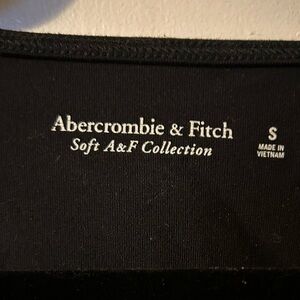 Abercrombie & Fitch
Soft A&F Collection
S
MADE IN
VIETNAM